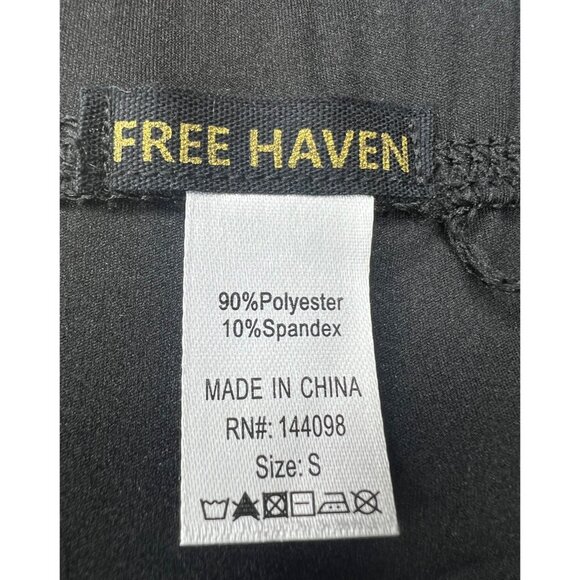 FREE HAVEN
90%Polyester
10%Spandex
MADE IN CHINA
RN#: 144098
Size: S